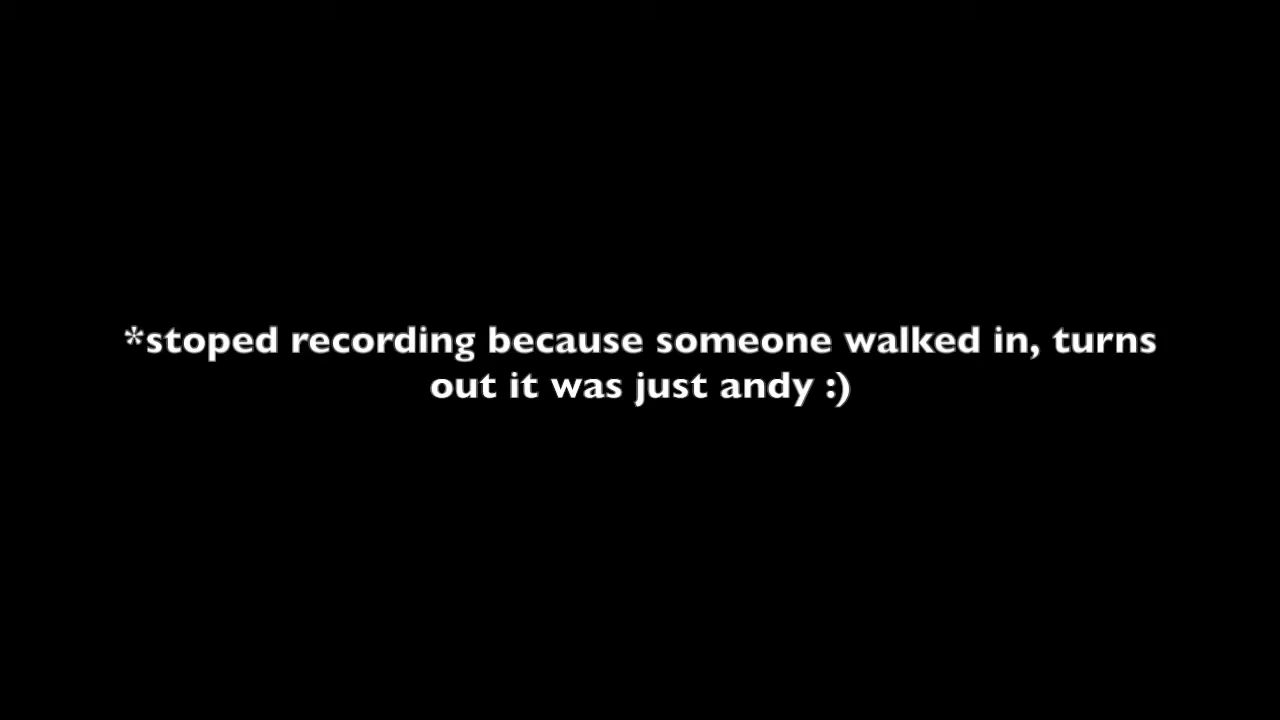 *stoped recording because someone walked in, turns
out it was just andy :)